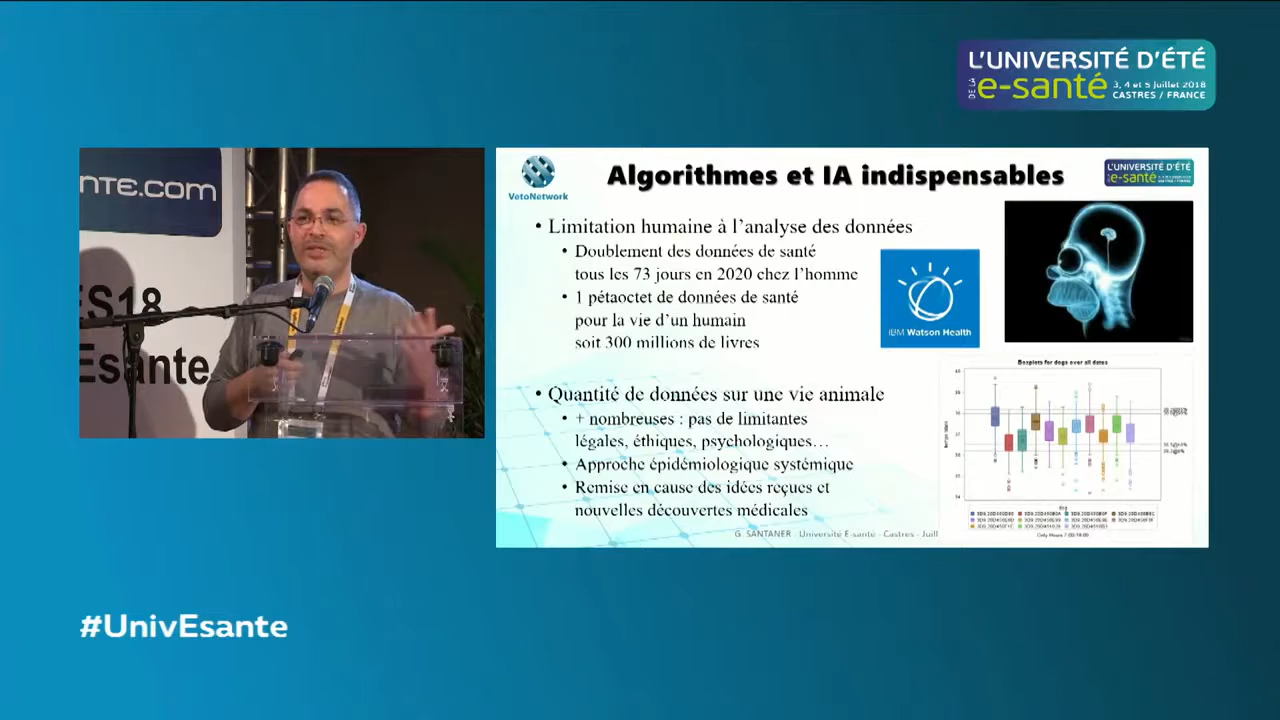 L'UNIVERSITÉ D'ÉTÉ
DE LA e-santé
3, 4 et 5 Juillet 2018
CASTRES / FRANCE
NTE.com
ES18
Esante
VetoNetwork
Algorithmes et IA indispensables
L'UNIVERSITÉ D'ÉTÉ
e-santé
• Limitation humaine à l'analyse des données
• Doublement des données de santé
tous les 73 jours en 2020 chez l'homme
• 1 pétaoctet de données de santé
pour la vie d'un humain
soit 300 millions de livres
IBM Watson Health
• Quantité de données sur une vie animale
• + nombreuses : pas de limitantes
légales, éthiques, psychologiques…
• Approche épidémiologique systémique
• Remise en cause des idées reçues et
nouvelles découvertes médicales
Boxplots for dogs over all dates
dog
G. SANTANER - Université E-santé - Castres - Juill
#UnivEsante